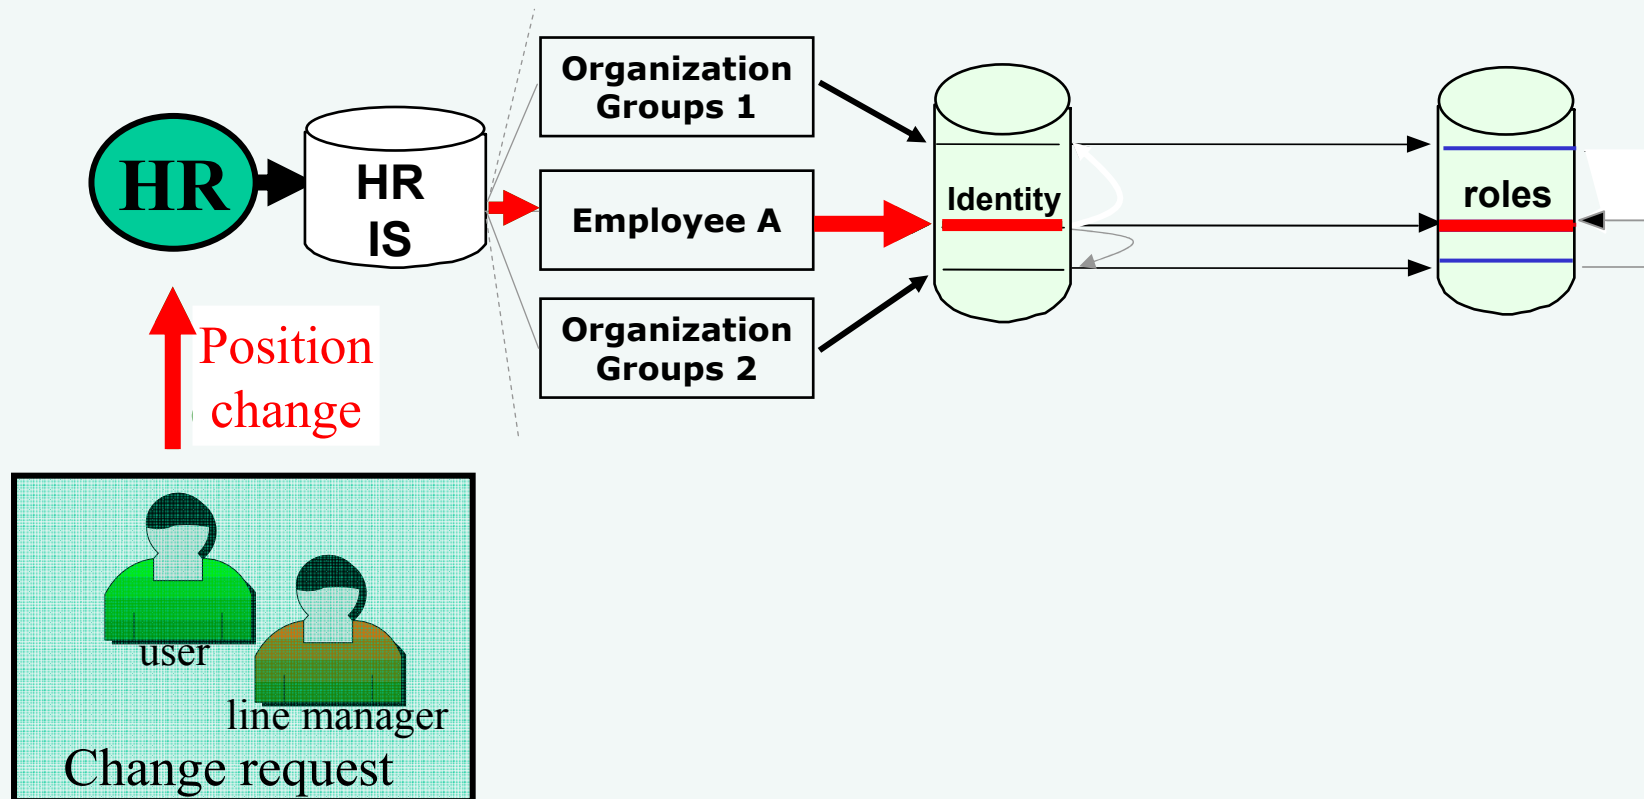 HR
HR
IS
Organization
Groups 1
Employee A
Organization
Groups 2
Identity
roles
Position
change
user
line manager
Change request